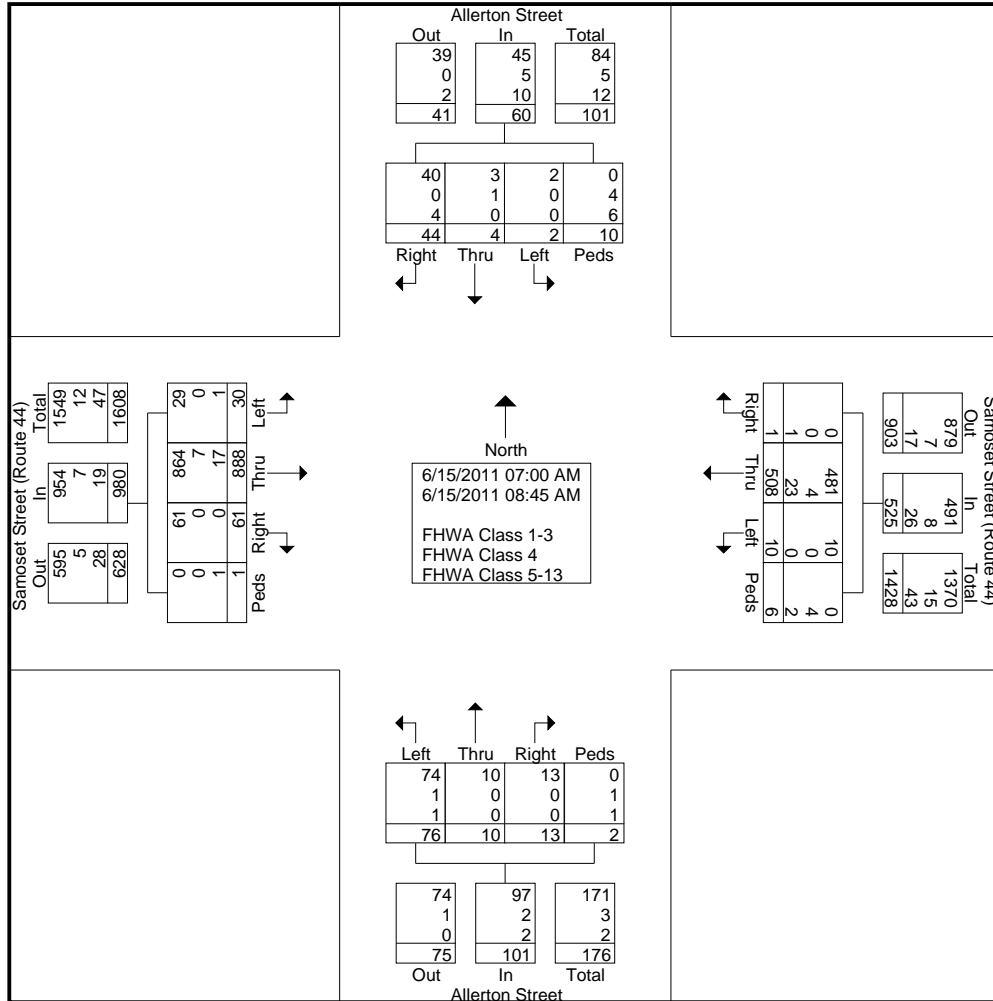 Allerton Street
Out In Total
39 45 84
0 5 5
2 10 12
41 60 101
40 3 2 0
0 1 0 4
4 0 0 6
44 4 2 10
Right Thru Left Peds
Samoset Street (Route 44)
Total In Out
1549 954 595
12 7 5
47 19 28
1608 980 628
29 864 61 0
0 7 0 0
1 17 0 1
30 888 61 1
Left Thru Right Peds
North
6/15/2011 07:00 AM
6/15/2011 08:45 AM
FHWA Class 1-3
FHWA Class 4
FHWA Class 5-13
Right Thru Left Peds
0 481 10 0
0 4 0 4
1 23 0 2
1 508 10 6
Samoset Street (Route 44)
Out In Total
879 491 1370
7 8 15
17 26 43
903 525 1428
Left Thru Right Peds
74 10 13 0
1 0 0 1
1 0 0 1
76 10 13 2
74 97 171
1 2 3
0 2 2
75 101 176
Out In Total
Allerton Street